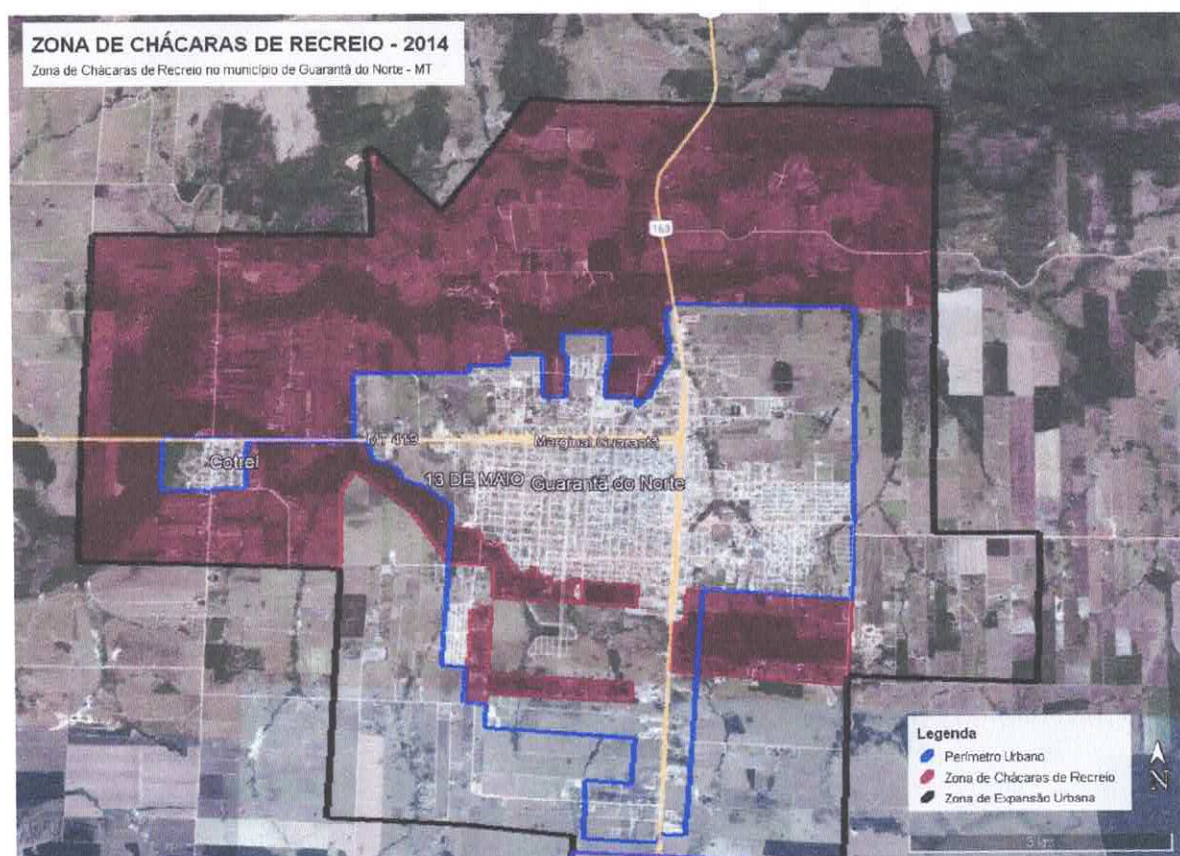 ZONA DE CHÁCARAS DE RECREIO - 2014
Zona de Chácaras de Recreio no município de Guarantã do Norte - MT
163
MT 419
Marginal Guarantã
Cotrel
13 DE MAIO
Guarantã do Norte
Legenda
Perímetro Urbano
Zona de Chácaras de Recreio
Zona de Expansão Urbana
N
3 km